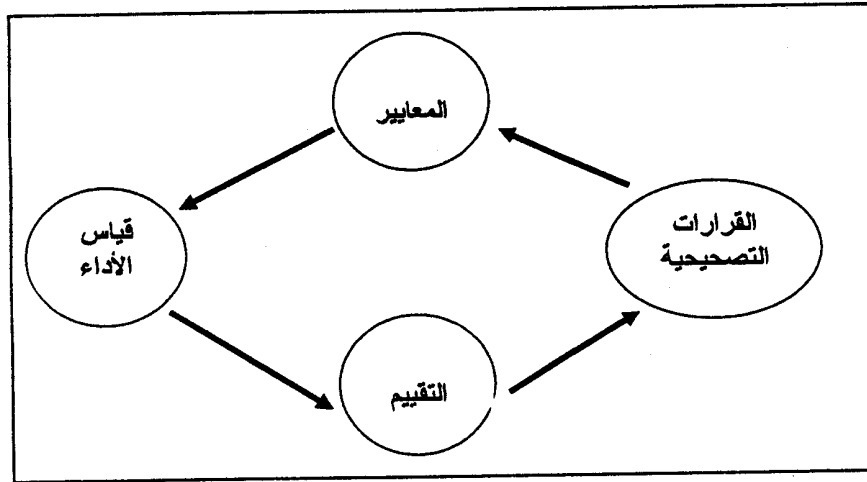 المعايير
القرارات
التصحيحية
قياس
الأداء
التقييم